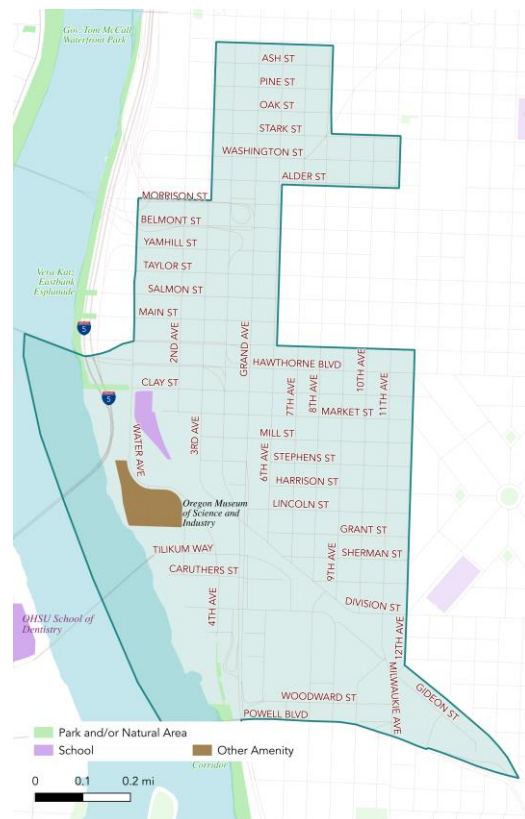 Gov. Tom McCall
Waterfront Park
ASH ST
PINE ST
OAK ST
STARK ST
WASHINGTON ST
ALDER ST
MORRISON ST
BELMONT ST
YAMHILL ST
TAYLOR ST
Vera Katz
Eastbank
Esplanade
SALMON ST
MAIN ST
5
2ND AVE
GRAND AVE
HAWTHORNE BLVD
10TH AVE
11TH AVE
CLAY ST
5
7TH AVE
8TH AVE
MARKET ST
WATER AVE
3RD AVE
MILL ST
6TH AVE
STEPHENS ST
HARRISON ST
Oregon Museum
of Science and
Industry
LINCOLN ST
GRANT ST
TILIKUM WAY
9TH AVE
SHERMAN ST
CARUTHERS ST
4TH AVE
DIVISION ST
OHSU School of
Dentistry
12TH AVE
MILWAUKIE AVE
GIDEON ST
WOODWARD ST
POWELL BLVD
Park and/or Natural Area
School
Other Amenity
Corridor
0 0.1 0.2 mi